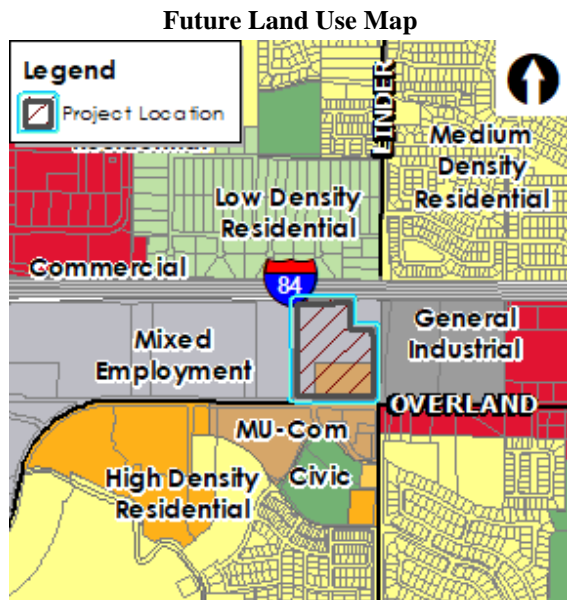 Future Land Use Map
Legend
Project Location
LINDER
Residential
Medium
Density
Residential
Low Density
Residential
Commercial
84
Mixed
Employment
General
Industrial
OVERLAND
MU-Com
High Density
Residential
Civic